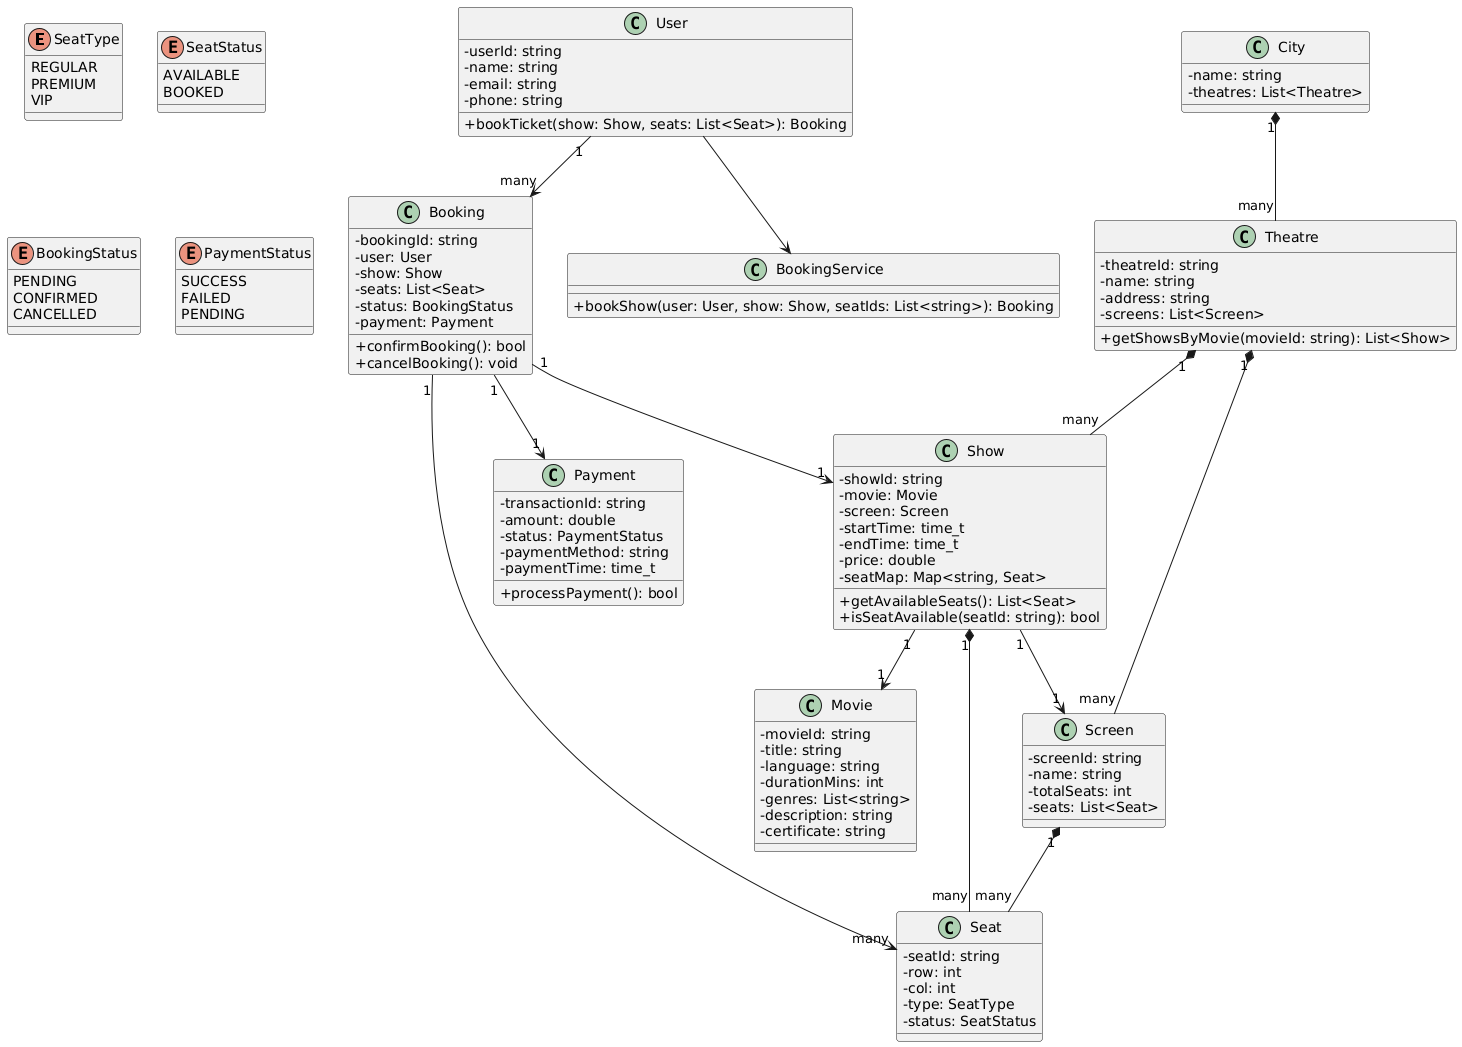 E SeatType
REGULAR
PREMIUM
VIP
E SeatStatus
AVAILABLE
BOOKED
C User
-userId: string
-name: string
-email: string
-phone: string
+bookTicket(show: Show, seats: List<Seat>): Booking
C City
-name: string
-theatres: List<Theatre>
1
many
1
many
E BookingStatus
PENDING
CONFIRMED
CANCELLED
E PaymentStatus
SUCCESS
FAILED
PENDING
C Booking
-bookingId: string
-user: User
-show: Show
-seats: List<Seat>
-status: BookingStatus
-payment: Payment
+confirmBooking(): bool
+cancelBooking(): void
C BookingService
+bookShow(user: User, show: Show, seatIds: List<string>): Booking
C Theatre
-theatreId: string
-name: string
-address: string
-screens: List<Screen>
+getShowsByMovie(movieId: string): List<Show>
1
1
1
1
1
many
1
1
C Payment
-transactionId: string
-amount: double
-status: PaymentStatus
-paymentMethod: string
-paymentTime: time_t
+processPayment(): bool
C Show
-showId: string
-movie: Movie
-screen: Screen
-startTime: time_t
-endTime: time_t
-price: double
-seatMap: Map<string, Seat>
+getAvailableSeats(): List<Seat>
+isSeatAvailable(seatId: string): bool
1
1
1
1
1
many
C Movie
-movieId: string
-title: string
-language: string
-durationMins: int
-genres: List<string>
-description: string
-certificate: string
C Screen
-screenId: string
-name: string
-totalSeats: int
-seats: List<Seat>
1
many
many
many
C Seat
-seatId: string
-row: int
-col: int
-type: SeatType
-status: SeatStatus